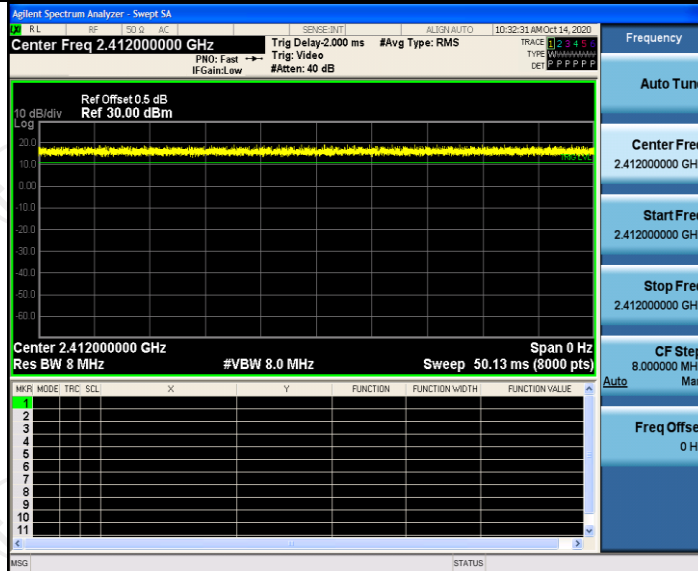 Agilent Spectrum Analyzer - Swept SA
RL RF 50 Ω AC SENSE:INT ALIGN AUTO 10:32:31 AM Oct 14, 2020
Center Freq 2.412000000 GHz
PNO: Fast
IFGain:Low
Trig Delay-2.000 ms
Trig: Video
#Atten: 40 dB
#Avg Type: RMS
TRACE 1 2 3 4 5 6
TYPE WWWWWW
DET P P P P P P
Ref Offset 0.5 dB
10 dB/div Ref 30.00 dBm
Log
20.0
10.0
TRIG LVL
0.00
-10.0
-20.0
-30.0
-40.0
-50.0
-60.0
Center 2.412000000 GHz Span 0 Hz
Res BW 8 MHz #VBW 8.0 MHz Sweep 50.13 ms (8000 pts)
MKR MODE TRC SCL X Y FUNCTION FUNCTION WIDTH FUNCTION VALUE
1
2
3
4
5
6
7
8
9
10
11
MSG STATUS
Frequency
Auto Tun
Center Fre
2.412000000 GH
Start Fre
2.412000000 GH
Stop Fre
2.412000000 GH
CF Step
8.000000 MH
Auto Ma
Freq Offse
0 H